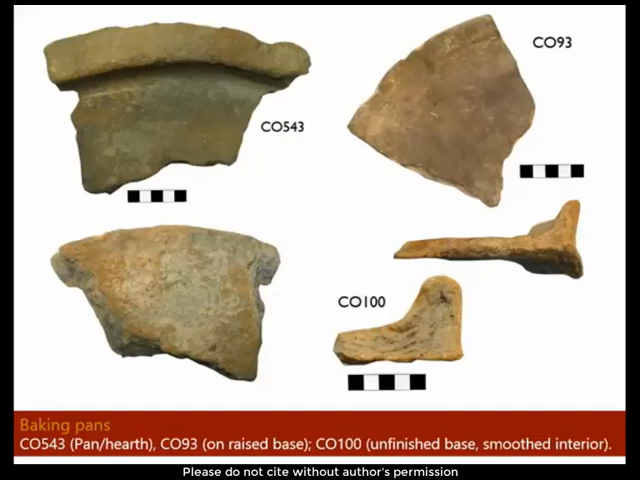 CO93
CO543
CO100
Baking pans
CO543 (Pan/hearth), CO93 (on raised base); CO100 (unfinished base, smoothed interior).
Please do not cite without author's permission